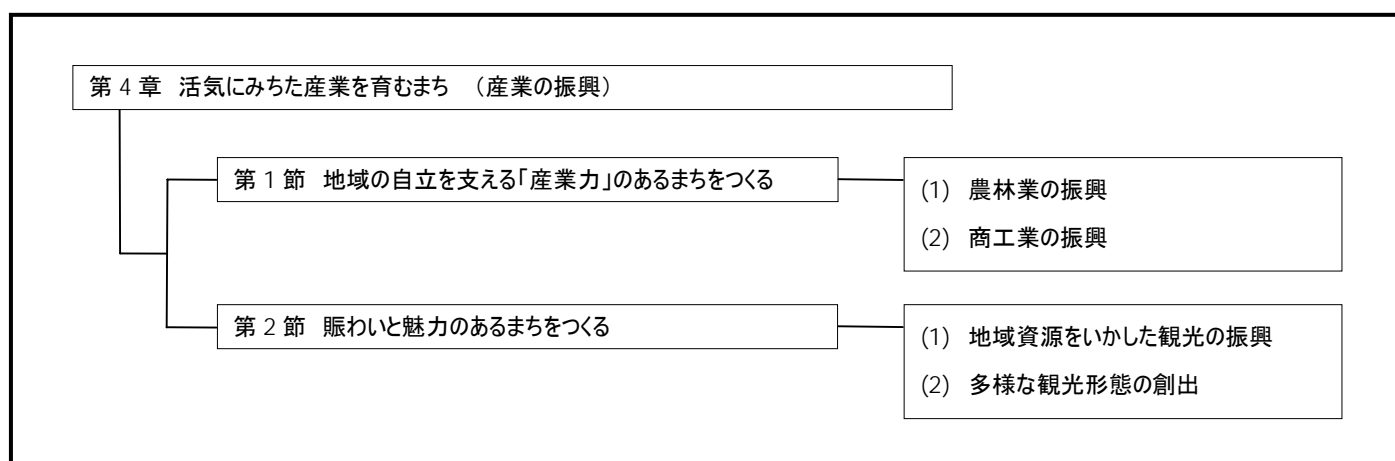 第 4 章 活気にみちた産業を育むまち （産業の振興）
第 1 節 地域の自立を支える｢産業力｣のあるまちをつくる
(1) 農林業の振興
(2) 商工業の振興
第 2 節 賑わいと魅力のあるまちをつくる
(1) 地域資源をいかした観光の振興
(2) 多様な観光形態の創出